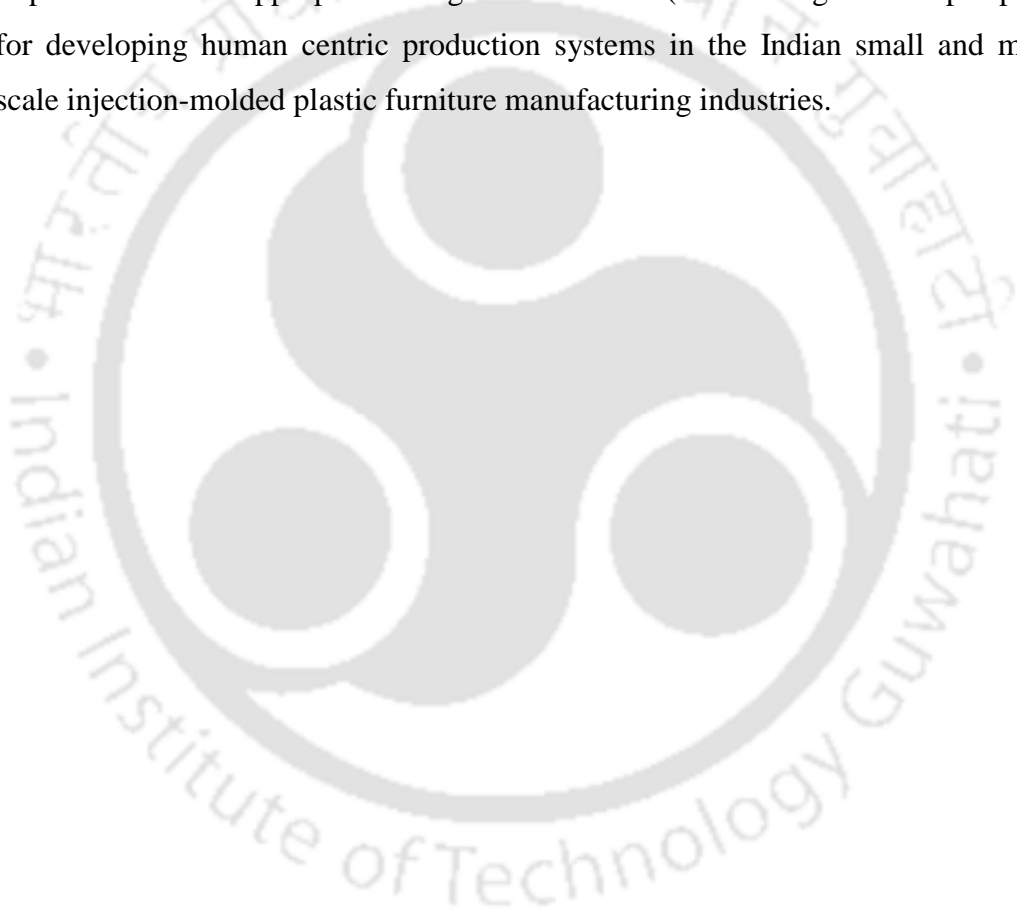 for developing human centric production systems in the Indian small and
scale injection-molded plastic furniture manufacturing industries.
गुवाहाटी
• Indian Institute of Technology Guwahati •